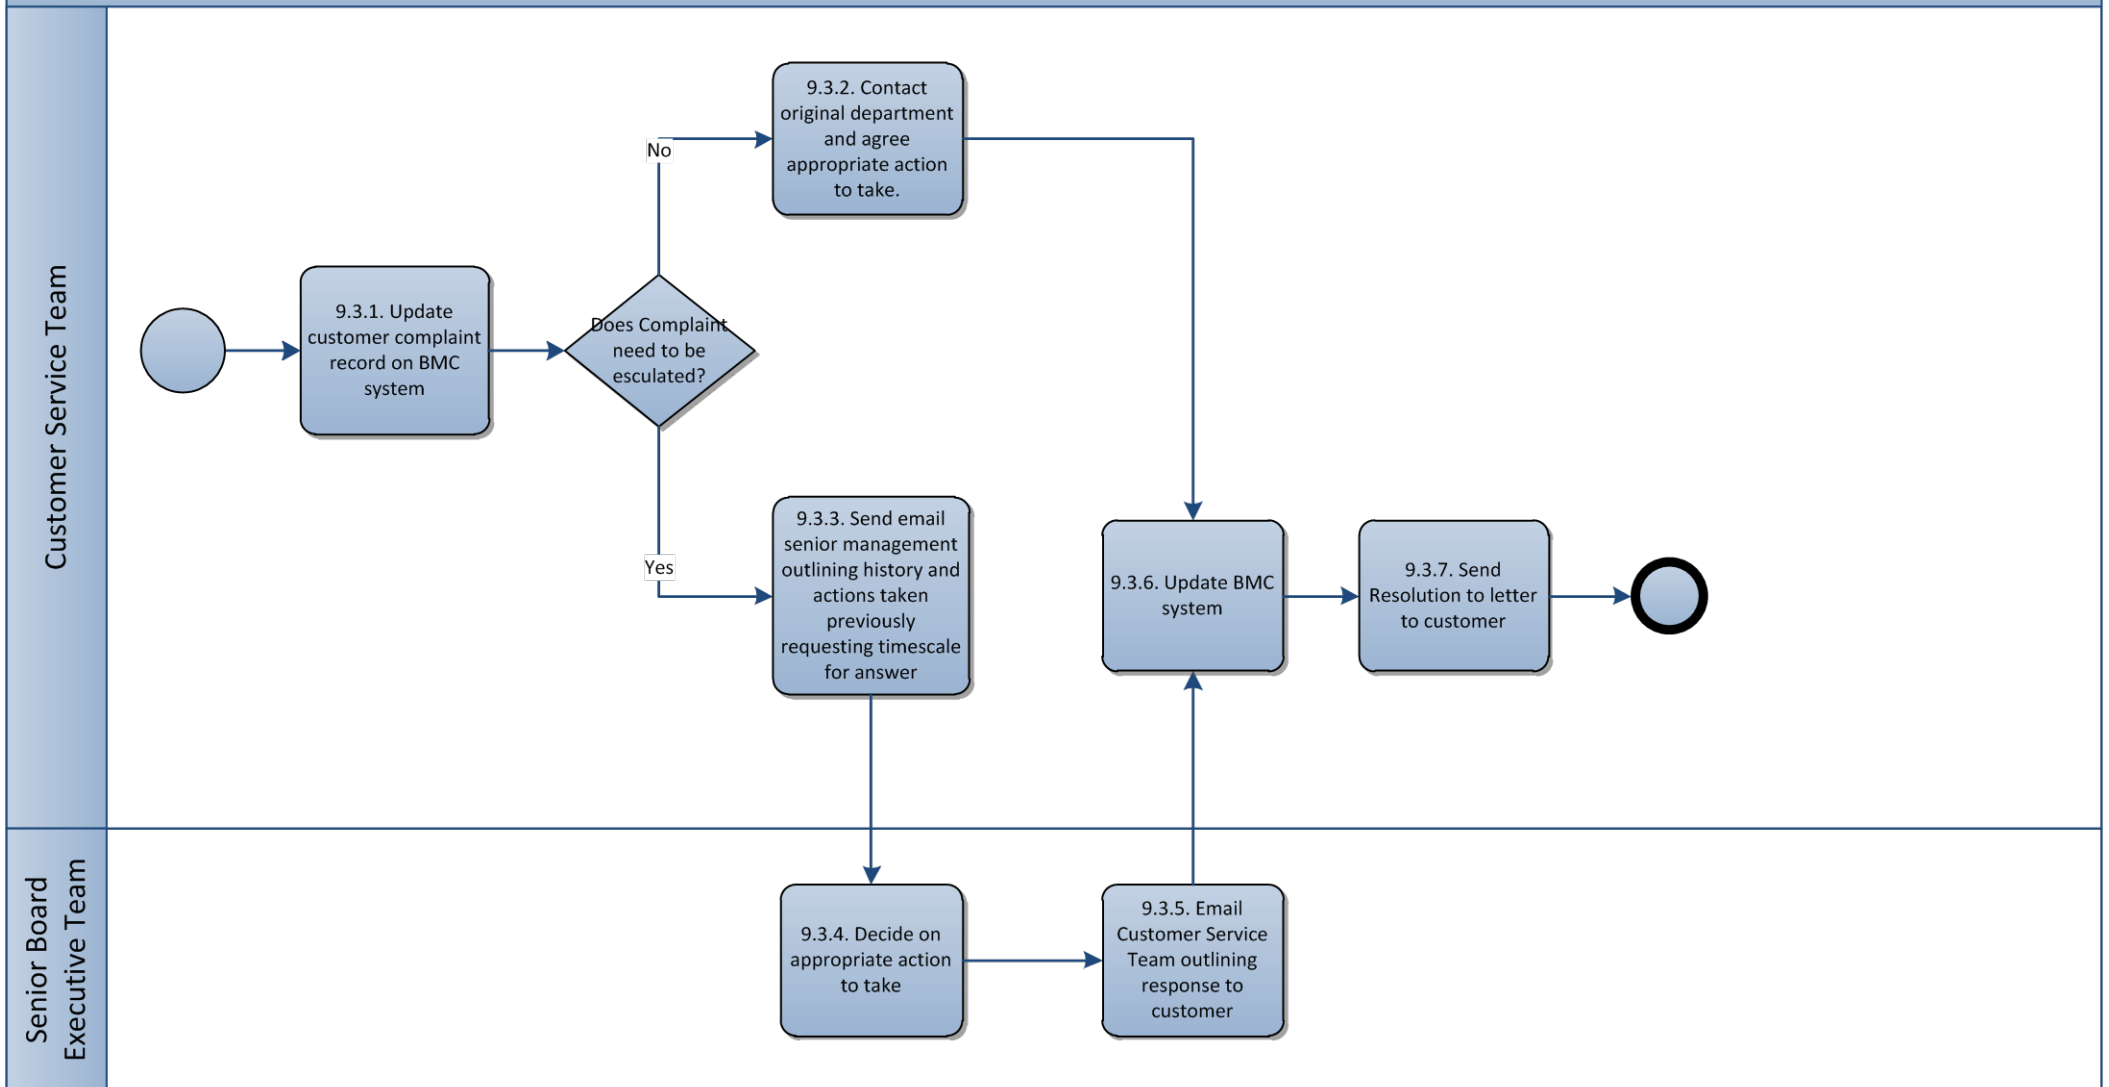 Customer Service Team
9.3.1. Update
customer complaint
record on BMC
system
Does Complaint
need to be
esculated?
No
9.3.2. Contact
original department
and agree
appropriate action
to take.
Yes
9.3.3. Send email
senior management
outlining history and
actions taken
previously
requesting timescale
for answer
9.3.6. Update BMC
system
9.3.7. Send
Resolution to letter
to customer
Senior Board
Executive Team
9.3.4. Decide on
appropriate action
to take
9.3.5. Email
Customer Service
Team outlining
response to
customer